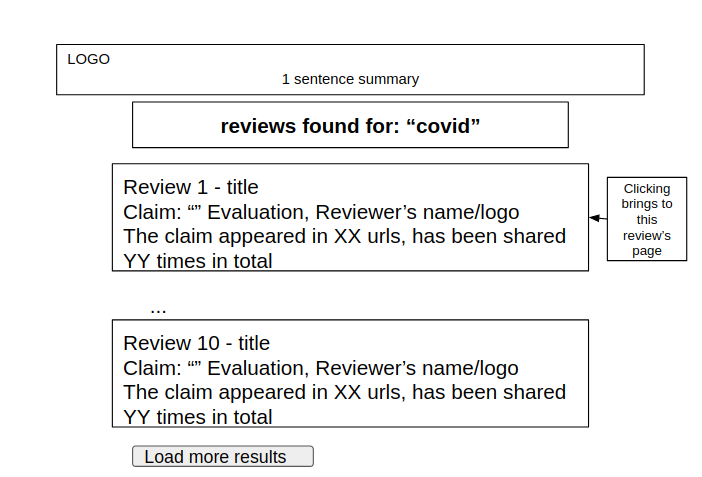 LOGO
1 sentence summary
reviews found for: “covid”
Review 1 - title
Claim: “” Evaluation, Reviewer’s name/logo
The claim appeared in XX urls, has been shared
YY times in total
Clicking
brings to
this
review’s
page
...
Review 10 - title
Claim: “” Evaluation, Reviewer’s name/logo
The claim appeared in XX urls, has been shared
YY times in total
Load more results